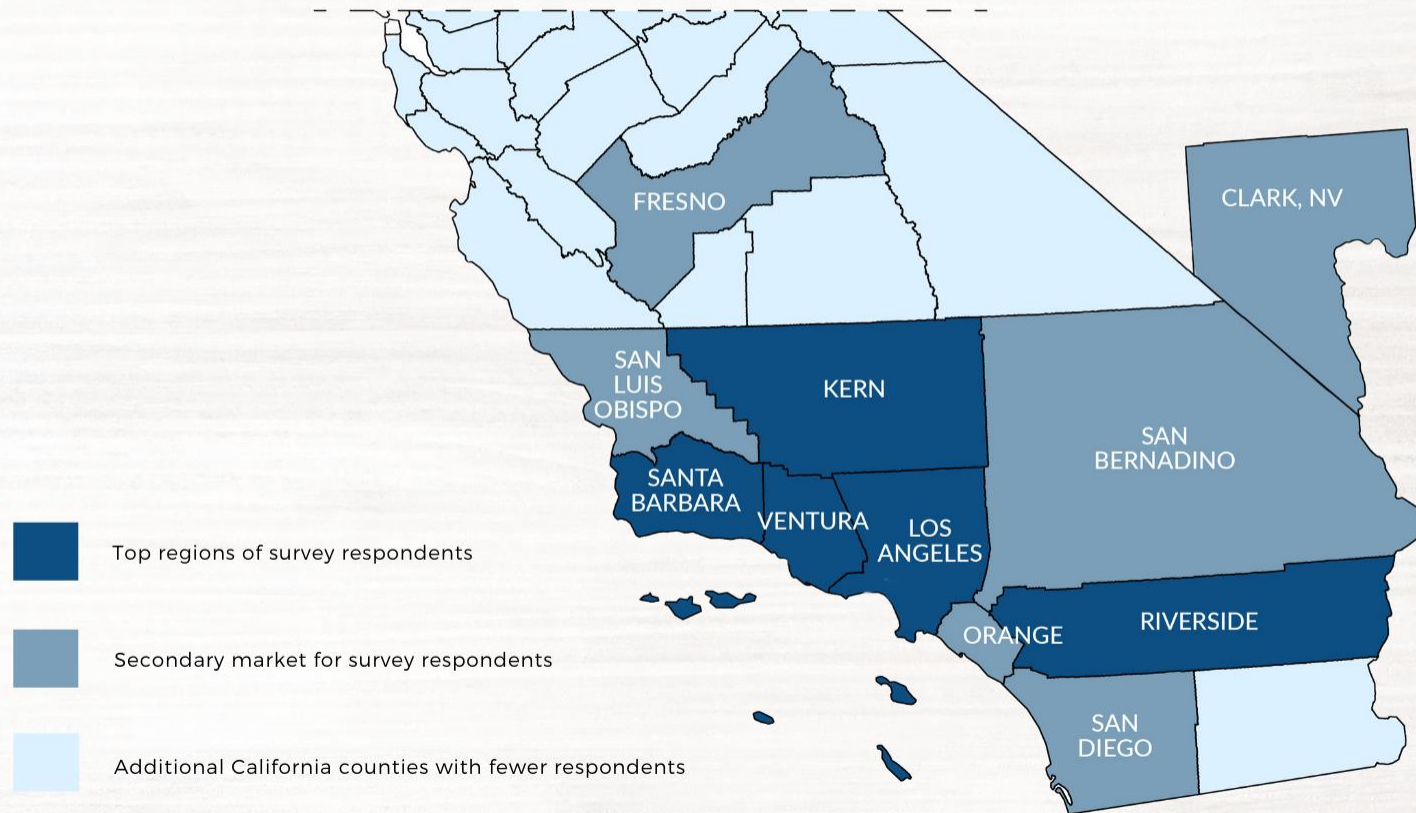 FRESNO
CLARK, NV
SAN
LUIS
OBISPO
KERN
SAN
BERNADINO
SANTA
BARBARA
VENTURA
LOS
ANGELES
ORANGE
RIVERSIDE
SAN
DIEGO
Top regions of survey respondents
Secondary market for survey respondents
Additional California counties with fewer respondents